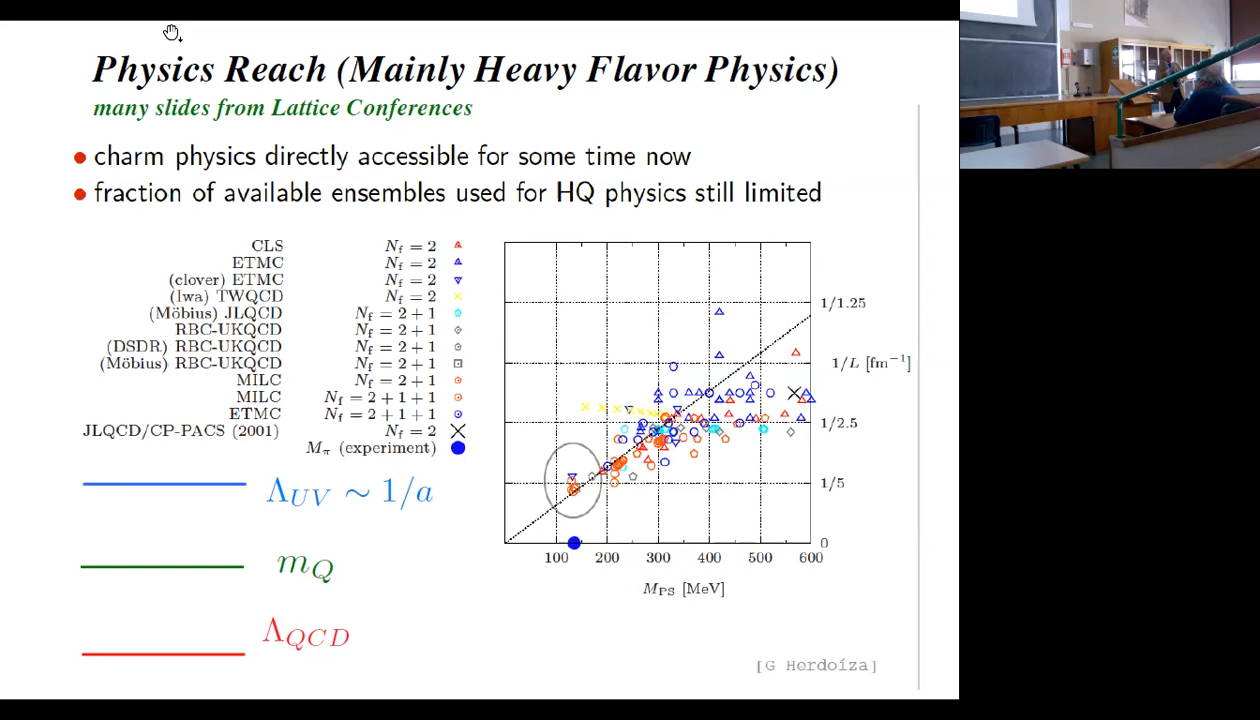 Physics Reach (Mainly Heavy Flavor Physics)
many slides from Lattice Conferences
• charm physics directly accessible for some time now
• fraction of available ensembles used for HQ physics still limited
CLS N_f = 2
ETMC N_f = 2
(clover) ETMC N_f = 2
(Iwa) TWQCD N_f = 2
(Möbius) JLQCD N_f = 2 + 1
RBC-UKQCD N_f = 2 + 1
(DSDR) RBC-UKQCD N_f = 2 + 1
(Möbius) RBC-UKQCD N_f = 2 + 1
MILC N_f = 2 + 1
MILC N_f = 2 + 1 + 1
ETMC N_f = 2 + 1 + 1
JLQCD/CP-PACS (2001) N_f = 2
M_π (experiment)
1/1.25
1/L [fm⁻¹]
1/2.5
1/5
0
100 200 300 400 500 600
M_PS [MeV]
Λ_UV ∼ 1/a
m_Q
Λ_QCD
[G Herdoíza]